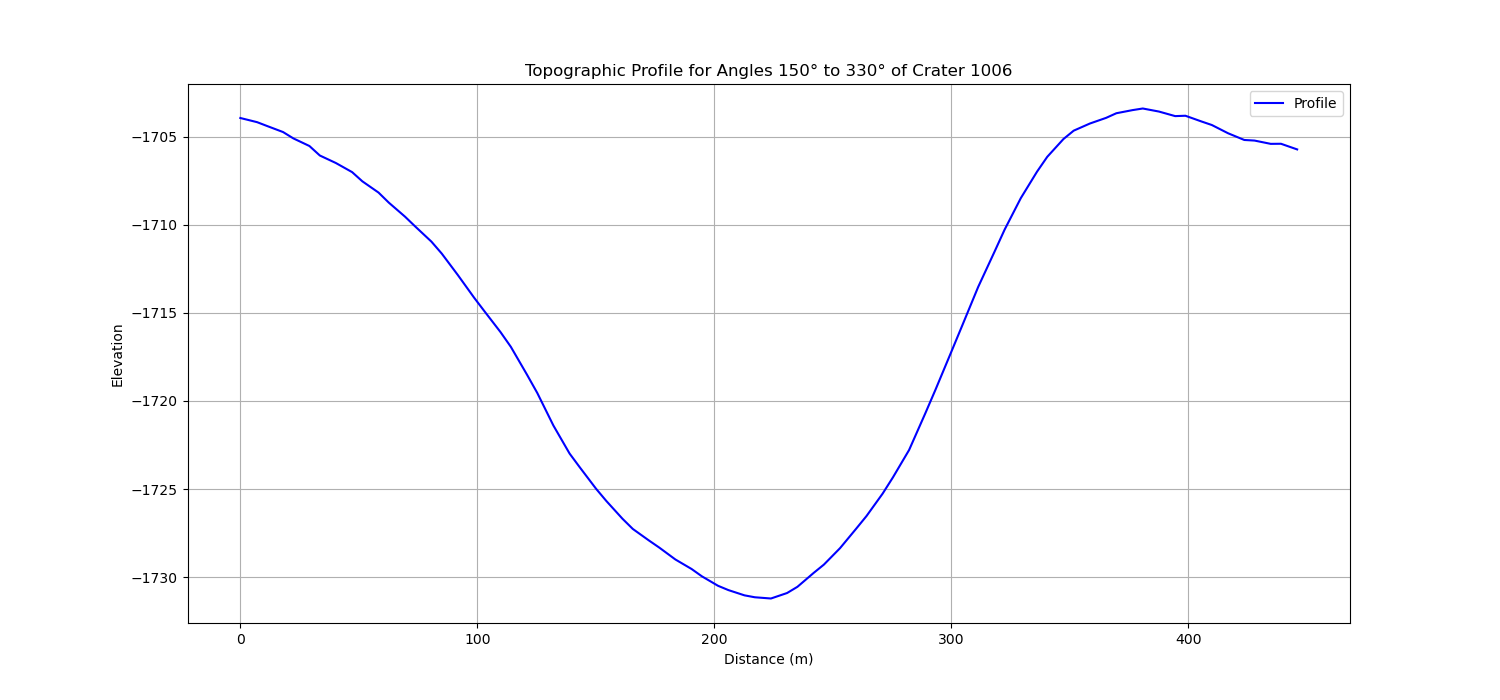 Topographic Profile for Angles 150° to 330° of Crater 1006
Profile
−1705
−1710
−1715
−1720
−1725
−1730
Elevation
0 100 200 300 400
Distance (m)